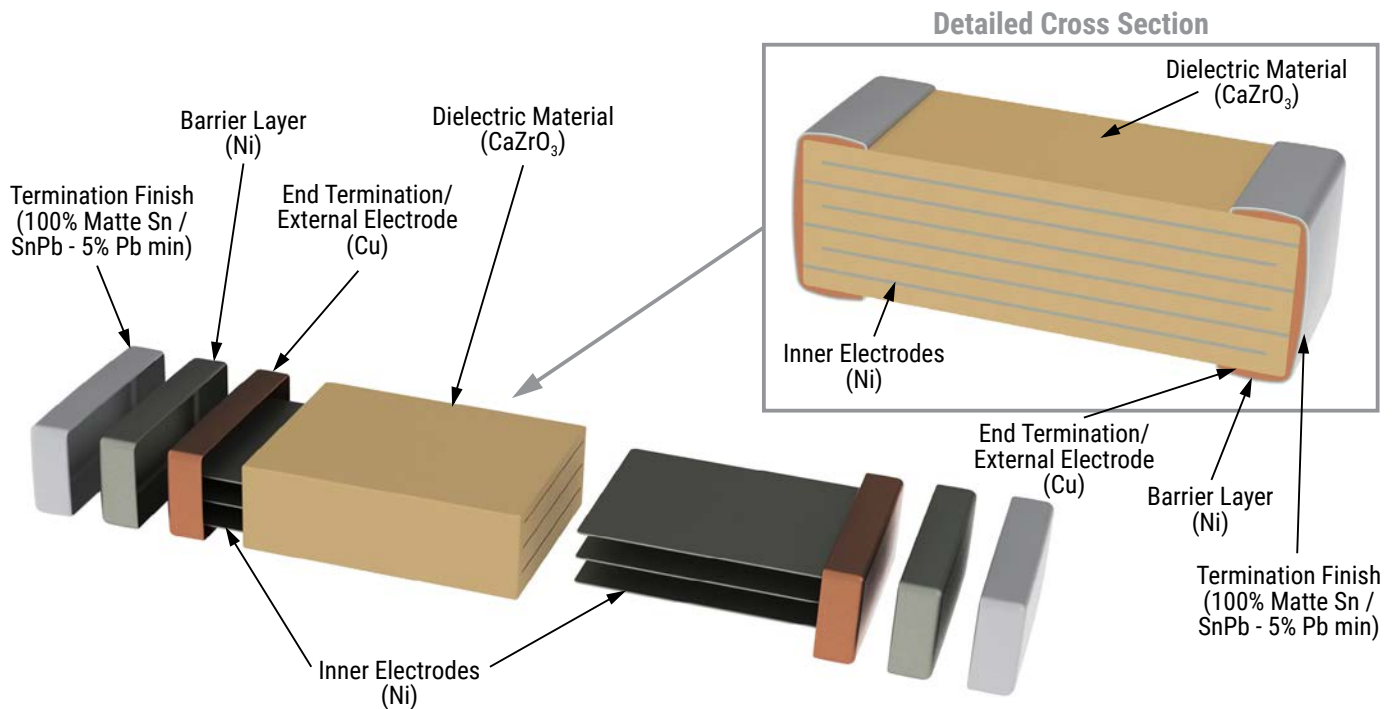 Detailed Cross Section
Dielectric Material
(CaZrO₃)
Inner Electrodes
(Ni)
End Termination/
External Electrode
(Cu)
Barrier Layer
(Ni)
Termination Finish
(100% Matte Sn /
SnPb - 5% Pb min)
Termination Finish
(100% Matte Sn /
SnPb - 5% Pb min)
Barrier Layer
(Ni)
End Termination/
External Electrode
(Cu)
Dielectric Material
(CaZrO₃)
Inner Electrodes
(Ni)